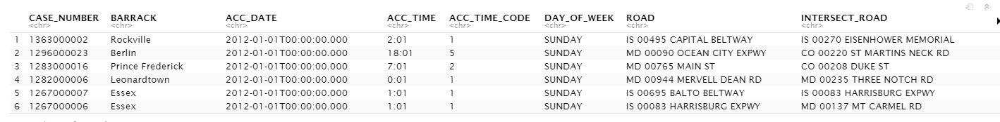 CASE_NUMBER BARRACK ACC_DATE ACC_TIME ACC_TIME_CODE DAY_OF_WEEK ROAD INTERSECT_ROAD
<chr> <chr> <chr> <chr> <chr> <chr> <chr> <chr>
1 1363000002 Rockville 2012-01-01T00:00:00.000 2:01 1 SUNDAY IS 00495 CAPITAL BELTWAY IS 00270 EISENHOWER MEMORIAL
2 1296000023 Berlin 2012-01-01T00:00:00.000 18:01 5 SUNDAY MD 00090 OCEAN CITY EXPWY CO 00220 ST MARTINS NECK RD
3 1283000016 Prince Frederick 2012-01-01T00:00:00.000 7:01 2 SUNDAY MD 00765 MAIN ST CO 00208 DUKE ST
4 1282000006 Leonardtown 2012-01-01T00:00:00.000 0:01 1 SUNDAY MD 00944 MERVELL DEAN RD MD 00235 THREE NOTCH RD
5 1267000007 Essex 2012-01-01T00:00:00.000 1:01 1 SUNDAY IS 00695 BALTO BELTWAY IS 00083 HARRISBURG EXPWY
6 1267000006 Essex 2012-01-01T00:00:00.000 1:01 1 SUNDAY IS 00083 HARRISBURG EXPWY MD 00137 MT CARMEL RD